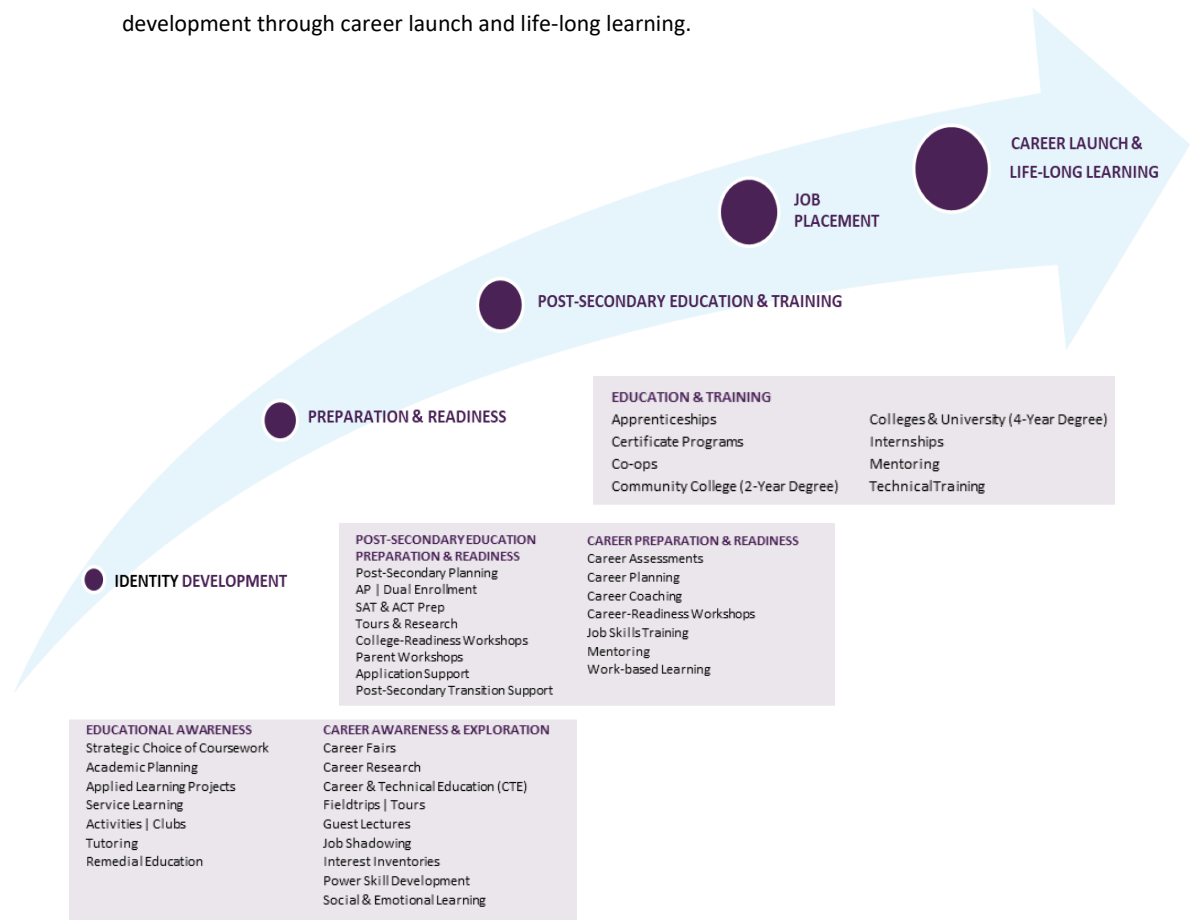 development through career launch and life-long learning.
CAREER LAUNCH &
LIFE-LONG LEARNING
JOB
PLACEMENT
POST-SECONDARY EDUCATION & TRAINING
PREPARATION & READINESS
IDENTITY DEVELOPMENT
EDUCATION & TRAINING
Apprenticeships
Certificate Programs
Co-ops
Community College (2-Year Degree)
Colleges & University (4-Year Degree)
Internships
Mentoring
Technical Training
POST-SECONDARY EDUCATION
PREPARATION & READINESS
Post-Secondary Planning
AP | Dual Enrollment
SAT & ACT Prep
Tours & Research
College-Readiness Workshops
Parent Workshops
Application Support
Post-Secondary Transition Support
CAREER PREPARATION & READINESS
Career Assessments
Career Planning
Career Coaching
Career-Readiness Workshops
Job Skills Training
Mentoring
Work-based Learning
EDUCATIONAL AWARENESS
Strategic Choice of Coursework
Academic Planning
Applied Learning Projects
Service Learning
Activities | Clubs
Tutoring
Remedial Education
CAREER AWARENESS & EXPLORATION
Career Fairs
Career Research
Career & Technical Education (CTE)
Fieldtrips | Tours
Guest Lectures
Job Shadowing
Interest Inventories
Power Skill Development
Social & Emotional Learning